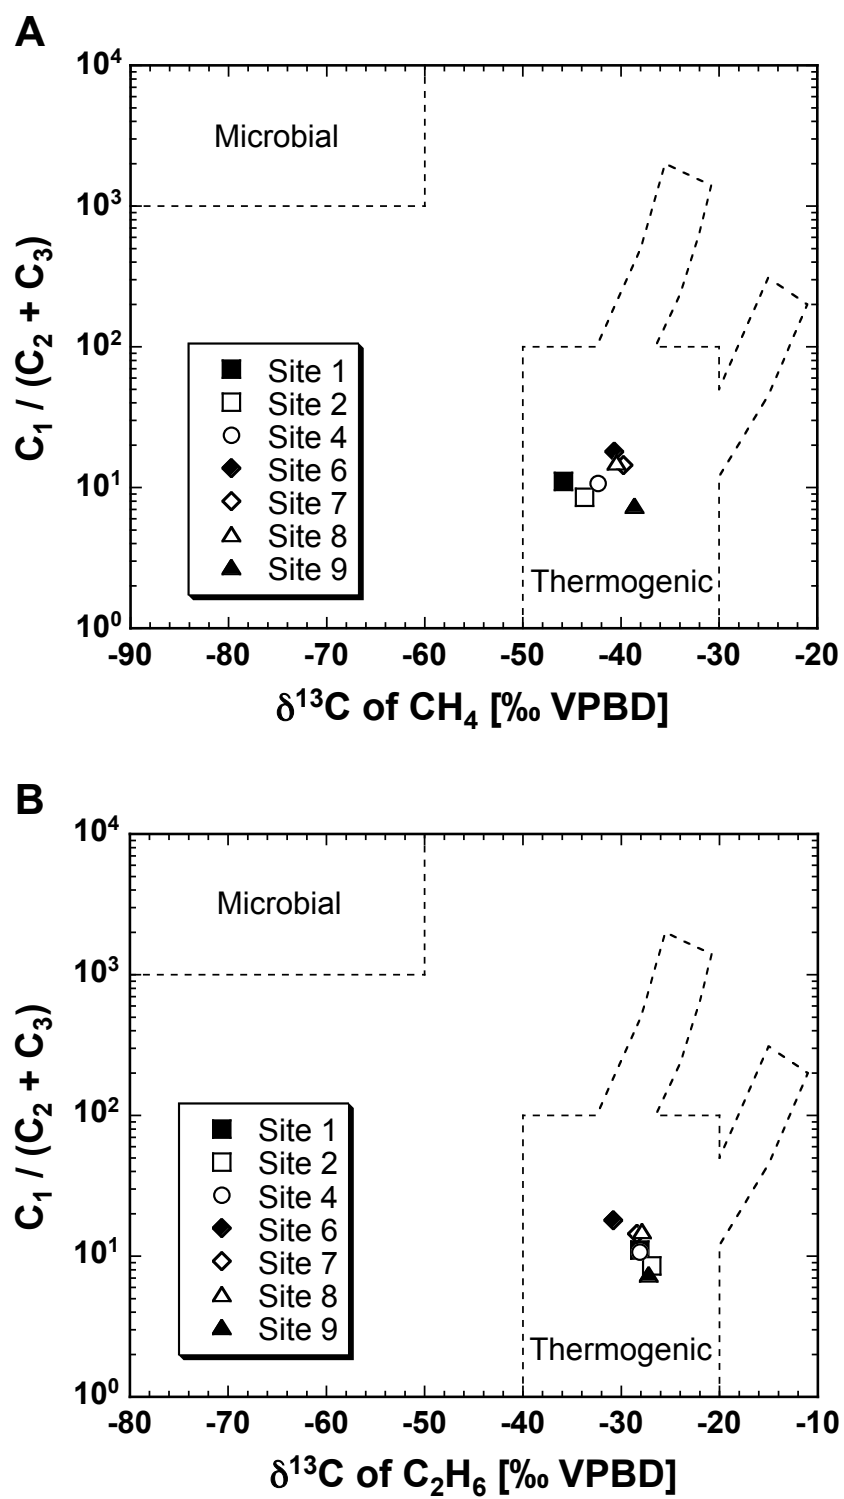 A
10⁴
Microbial
10³
C₁ / (C₂ + C₃)
10²
Site 1
Site 2
Site 4
Site 6
Site 7
Site 8
Site 9
10¹
Thermogenic
10⁰
-90 -80 -70 -60 -50 -40 -30 -20
δ¹³C of CH₄ [‰ VPBD]
B
10⁴
Microbial
10³
C₁ / (C₂ + C₃)
10²
Site 1
Site 2
Site 4
Site 6
Site 7
Site 8
Site 9
10¹
Thermogenic
10⁰
-80 -70 -60 -50 -40 -30 -20 -10
δ¹³C of C₂H₆ [‰ VPBD]